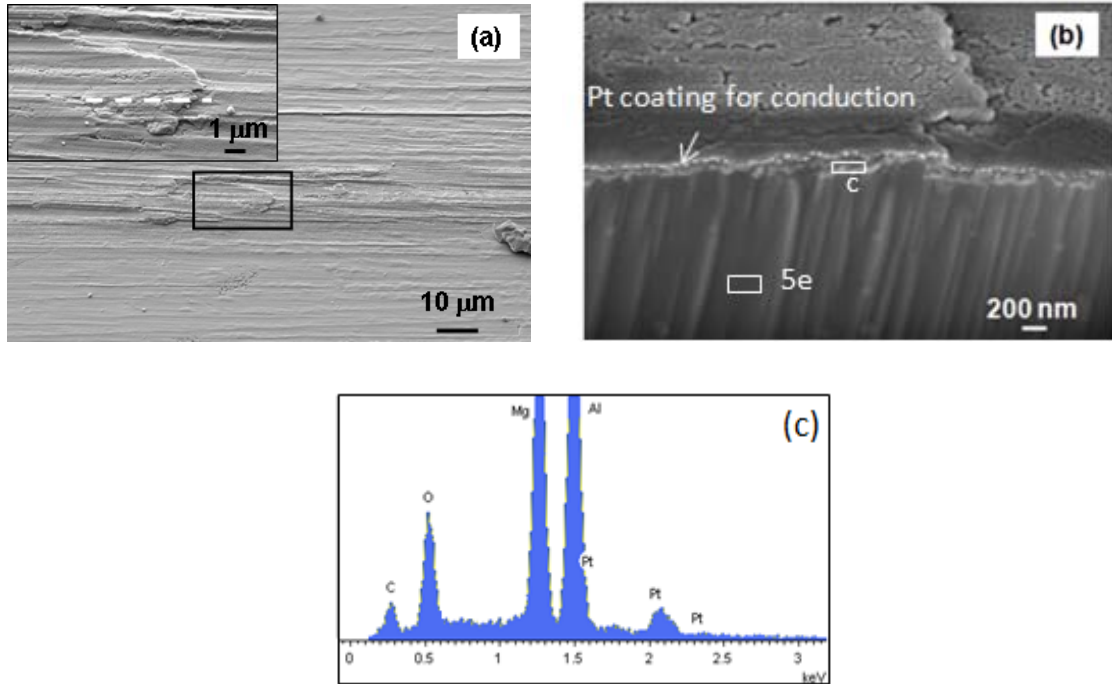 (a)
1 µm
10 µm
(b)
Pt coating for conduction
c
5e
200 nm
(c)
Mg
Al
O
Pt
C
Pt
Pt
0 0.5 1 1.5 2 2.5 3
keV